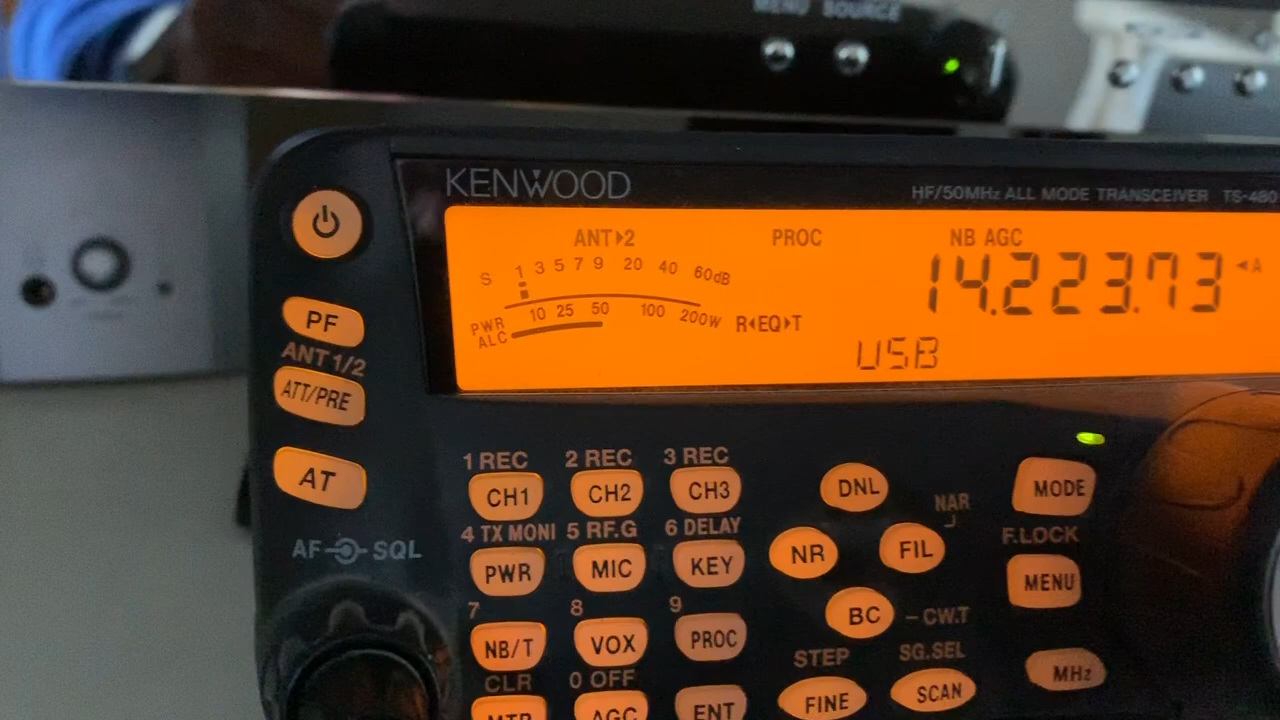 MENU SOURCE
KENWOOD
HF/50MHz ALL MODE TRANSCEIVER TS-480
ANT▸2 PROC NB AGC
S 1 3 5 7 9 20 40 60dB
14.223.73 ◂A
PWR 10 25 50 100 200W
ALC
R◂EQ▸T
USB
PF
ANT 1/2
ATT/PRE
AT
AF SQL
1 REC 2 REC 3 REC
CH1 CH2 CH3
4 TX MONI 5 RF.G 6 DELAY
PWR MIC KEY
7 8 9
NB/T VOX PROC
CLR 0 OFF
MTR AGC ENT
DNL
NAR
NR FIL
BC - CW.T
STEP SG.SEL
FINE SCAN
MODE
F.LOCK
MENU
MHz